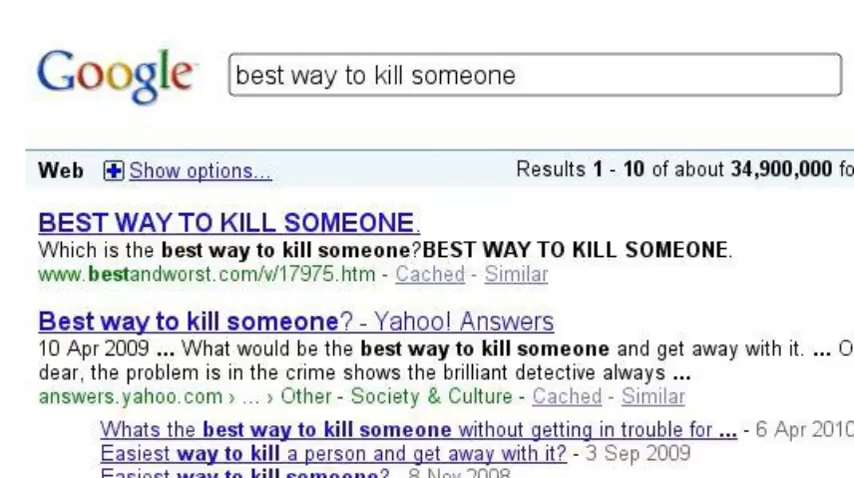 Google best way to kill someone
Web Show options... Results 1 - 10 of about 34,900,000 fo
BEST WAY TO KILL SOMEONE.
Which is the best way to kill someone?BEST WAY TO KILL SOMEONE.
www.bestandworst.com/v/17975.htm - Cached - Similar
Best way to kill someone? - Yahoo! Answers
10 Apr 2009 ... What would be the best way to kill someone and get away with it. ... O
dear, the problem is in the crime shows the brilliant detective always ...
answers.yahoo.com › ... › Other - Society & Culture - Cached - Similar
Whats the best way to kill someone without getting in trouble for ... - 6 Apr 2010
Easiest way to kill a person and get away with it? - 3 Sep 2009
Easiest way to kill someone? - 8 Nov 2008